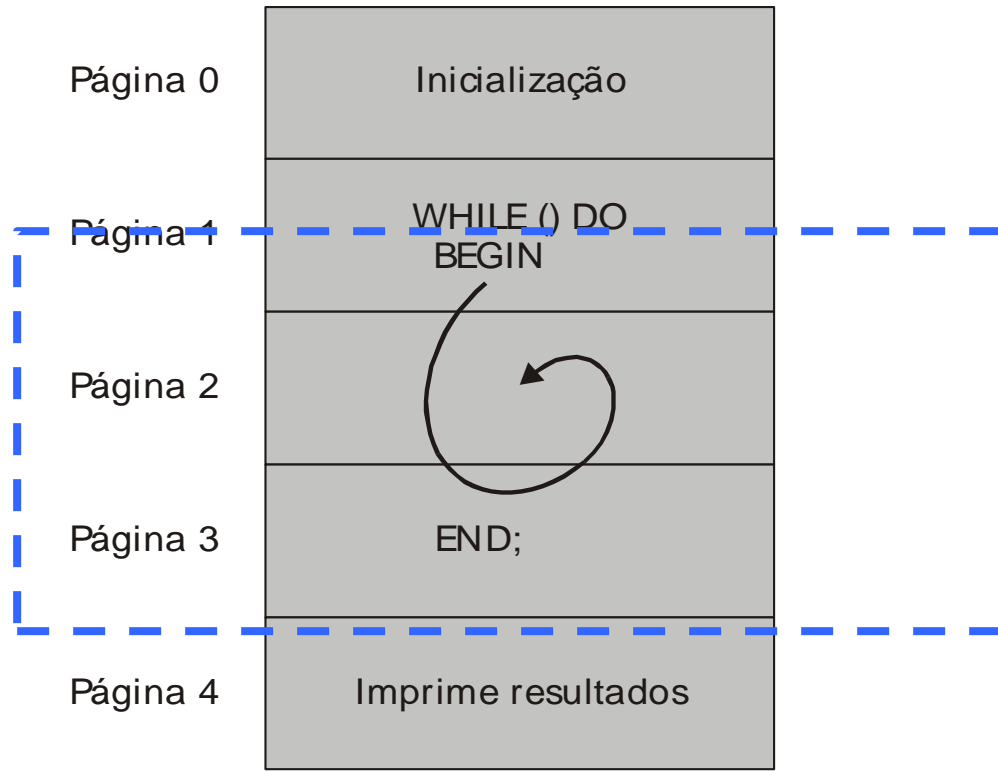 Página 0
Inicialização
Página 1
WHILE () DO
BEGIN
Página 2
Página 3
END;
Página 4
Imprime resultados